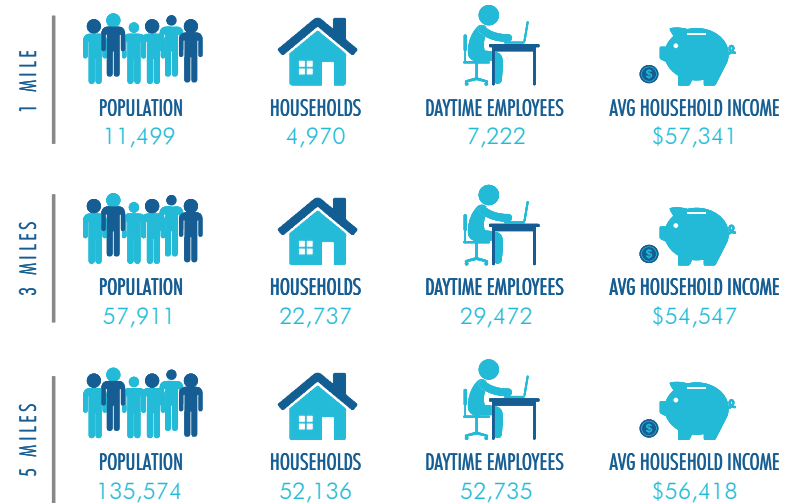 1 MILE
POPULATION
11,499
HOUSEHOLDS
4,970
DAYTIME EMPLOYEES
7,222
$
AVG HOUSEHOLD INCOME
$57,341
3 MILES
POPULATION
57,911
HOUSEHOLDS
22,737
DAYTIME EMPLOYEES
29,472
$
AVG HOUSEHOLD INCOME
$54,547
5 MILES
POPULATION
135,574
HOUSEHOLDS
52,136
DAYTIME EMPLOYEES
52,735
$
AVG HOUSEHOLD INCOME
$56,418